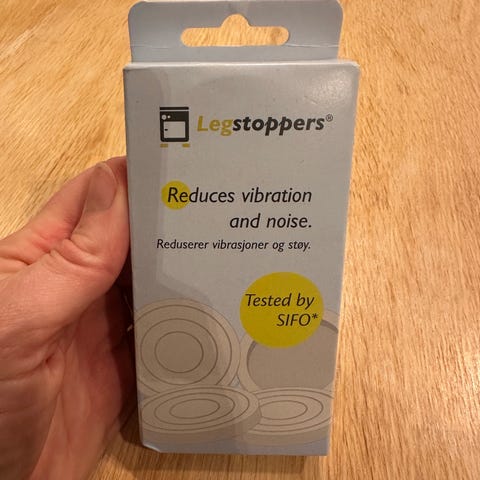 Legstoppers®
Reduces vibration
and noise.
Reduserer vibrasjoner og støy.
Tested by
SIFO*